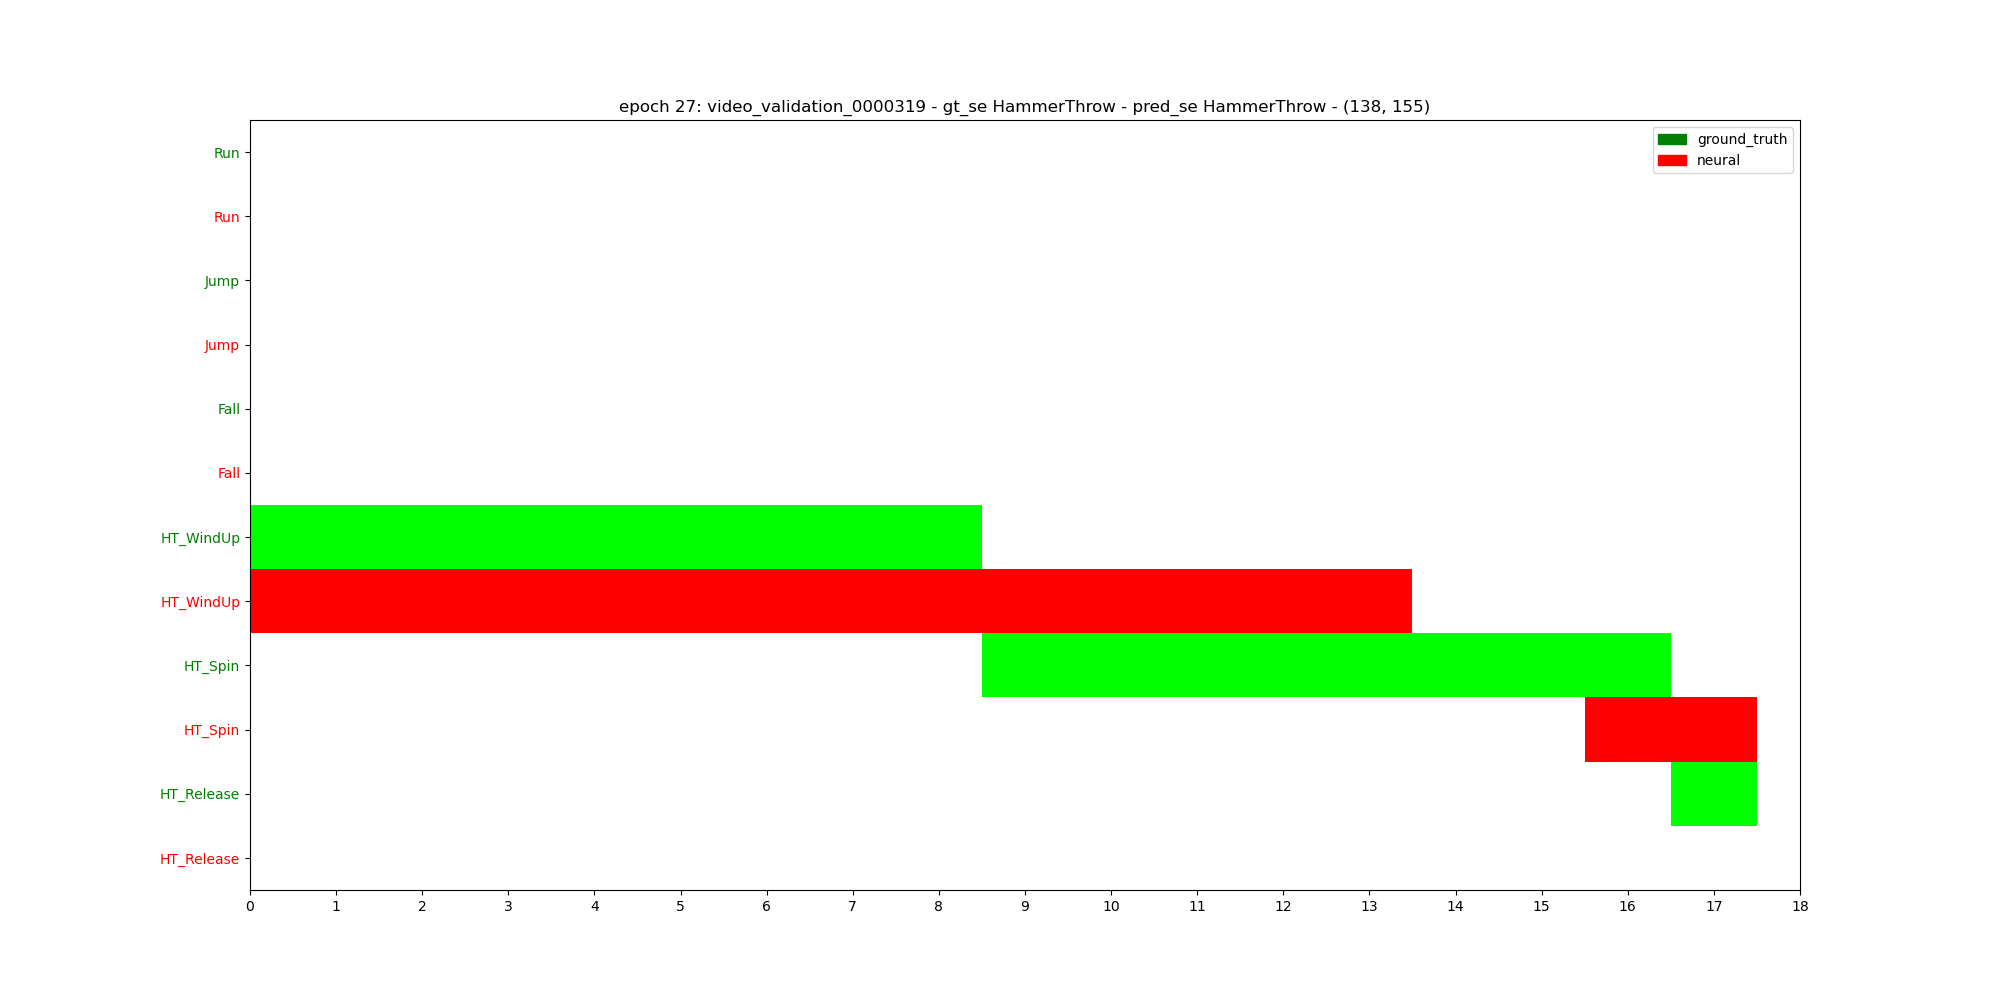 epoch 27: video_validation_0000319 - gt_se HammerThrow - pred_se HammerThrow - (138, 155)
ground_truth
neural
Run
Run
Jump
Jump
Fall
Fall
HT_WindUp
HT_WindUp
HT_Spin
HT_Spin
HT_Release
HT_Release
0 1 2 3 4 5 6 7 8 9 10 11 12 13 14 15 16 17 18